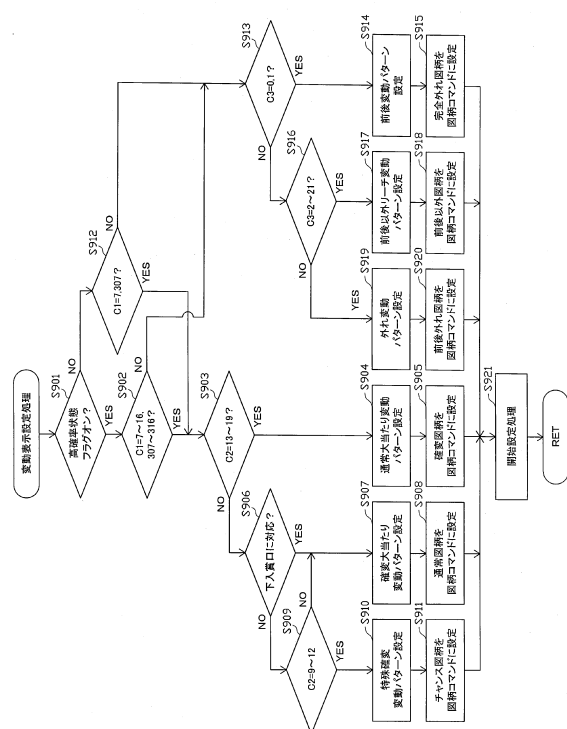 変動表示設定処理
S901
高確率状態
フラグオン？
NO
YES
S912
C1=7,307？
NO
YES
S902
C1=7～16,
307～316？
NO
YES
S903
C2=13～19？
NO
YES
S906
下入賞口に対応？
NO
YES
S909
C2=9～12
NO
YES
S913
C3=0,1？
NO
YES
S916
C3=2～21？
NO
YES
S910
特殊確変
変動パターン設定
S911
チャンス図柄を
図柄コマンドに設定
S907
確変大当たり
変動パターン設定
S908
通常図柄を
図柄コマンドに設定
S904
通常大当たり変動
パターン設定
S905
確変図柄を
図柄コマンドに設定
YES
S919
外れ変動
パターン設定
S920
前後外れ図柄を
図柄コマンドに設定
S917
前後以外リーチ変動
パターン設定
S918
前後以外図柄を
図柄コマンドに設定
S914
前後変動パターン
設定
S915
完全外れ図柄を
図柄コマンドに設定
S921
開始設定処理
RET